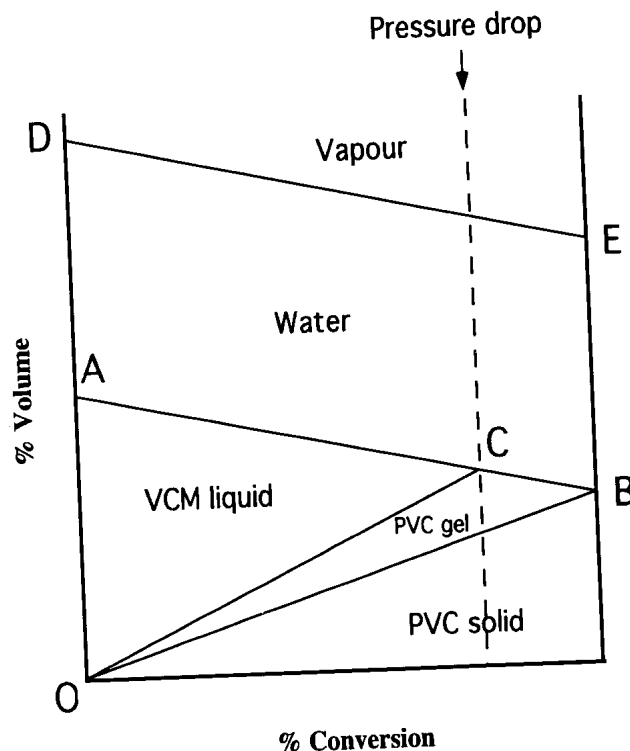 Pressure drop
D
Vapour
E
Water
A
% Volume
C
VCM liquid
PVC gel
B
PVC solid
O
% Conversion